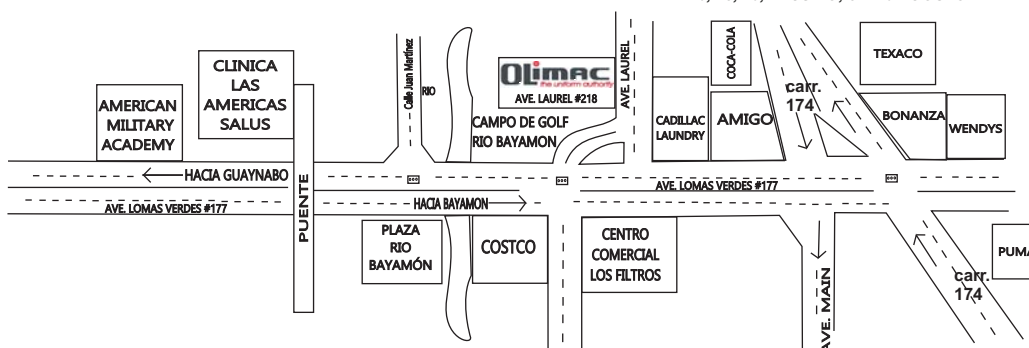 CLINICA
LAS
AMERICAS
SALUS
AMERICAN
MILITARY
ACADEMY
HACIA GUAYNABO
AVE. LOMAS VERDES #177
PUENTE
Calle Juan Martínez
RIO
OLimac
the uniform authority
AVE. LAUREL #218
CAMPO DE GOLF
RIO BAYAMON
AVE. LAUREL
CADILLAC
LAUNDRY
COCA-COLA
AMIGO
carr.
174
TEXACO
BONANZA
WENDYS
AVE. LOMAS VERDES #177
HACIA BAYAMON
PLAZA
RIO
BAYAMÓN
COSTCO
CENTRO
COMERCIAL
LOS FILTROS
AVE. MAIN
carr.
174
PUMA